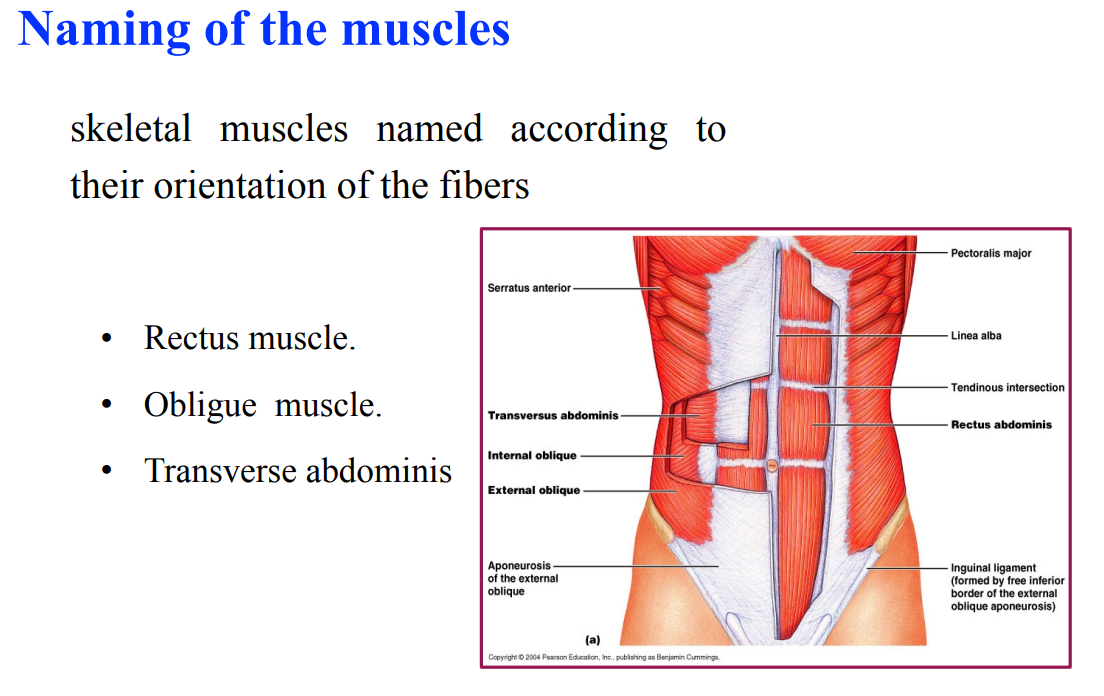 Naming of the muscles
skeletal muscles named according to
their orientation of the fibers
• Rectus muscle.
• Obligue muscle.
• Transverse abdominis
Serratus anterior
Transversus abdominis
Internal oblique
External oblique
Aponeurosis
of the external
oblique
Pectoralis major
Linea alba
Tendinous intersection
Rectus abdominis
Inguinal ligament
(formed by free inferior
border of the external
oblique aponeurosis)
(a)
Copyright © 2004 Pearson Education, Inc., publishing as Benjamin Cummings.